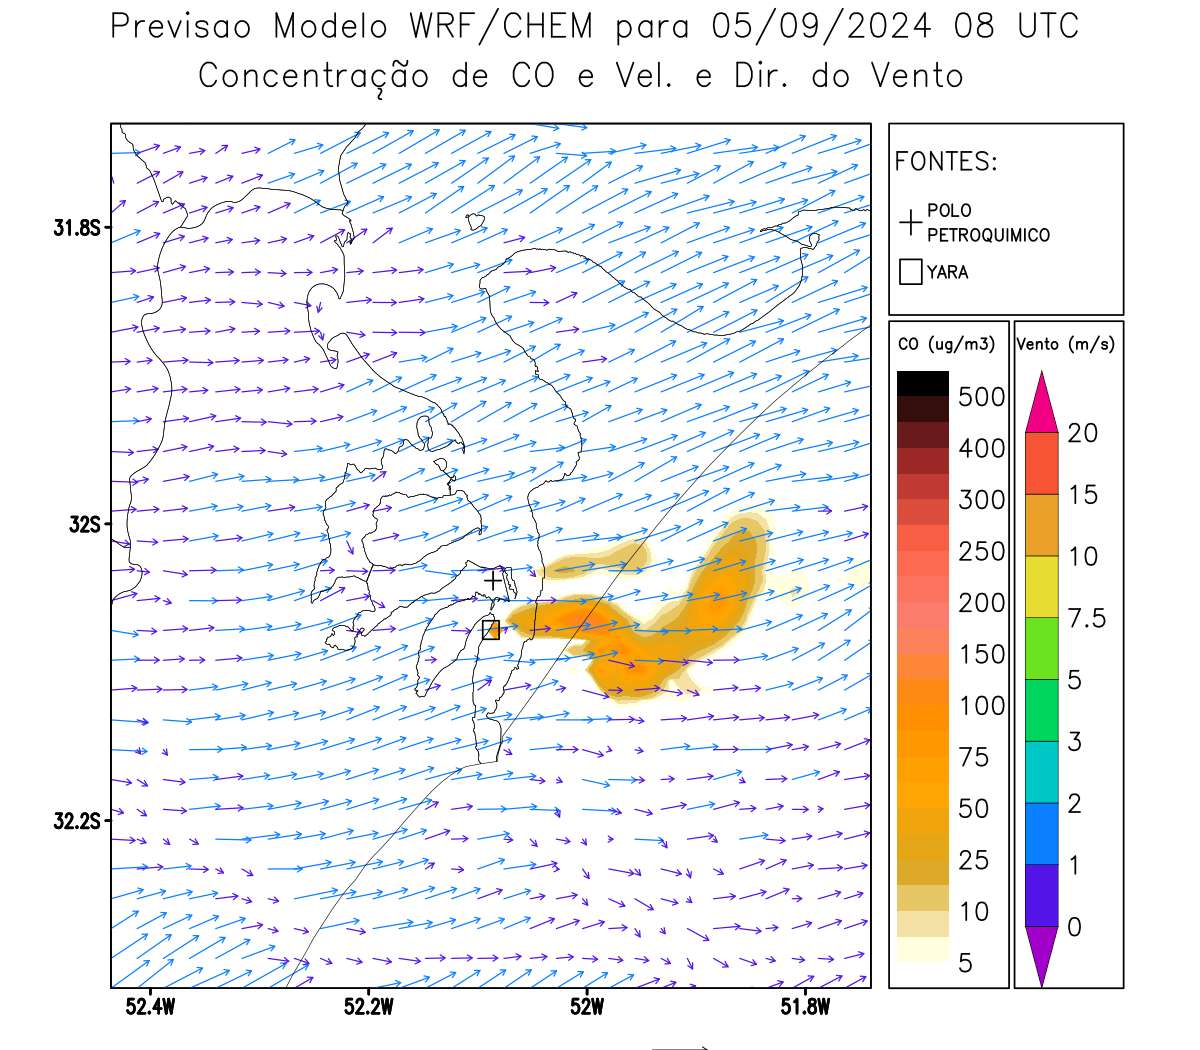 Previsao Modelo WRF/CHEM para 05/09/2024 08 UTC
Concentração de CO e Vel. e Dir. do Vento
FONTES:
POLO
PETROQUIMICO
YARA
31.8S
32S
32.2S
52.4W
52.2W
52W
51.8W
CO (ug/m3)
500
400
300
250
200
150
100
75
50
25
10
5
Vento (m/s)
20
15
10
7.5
5
3
2
1
0